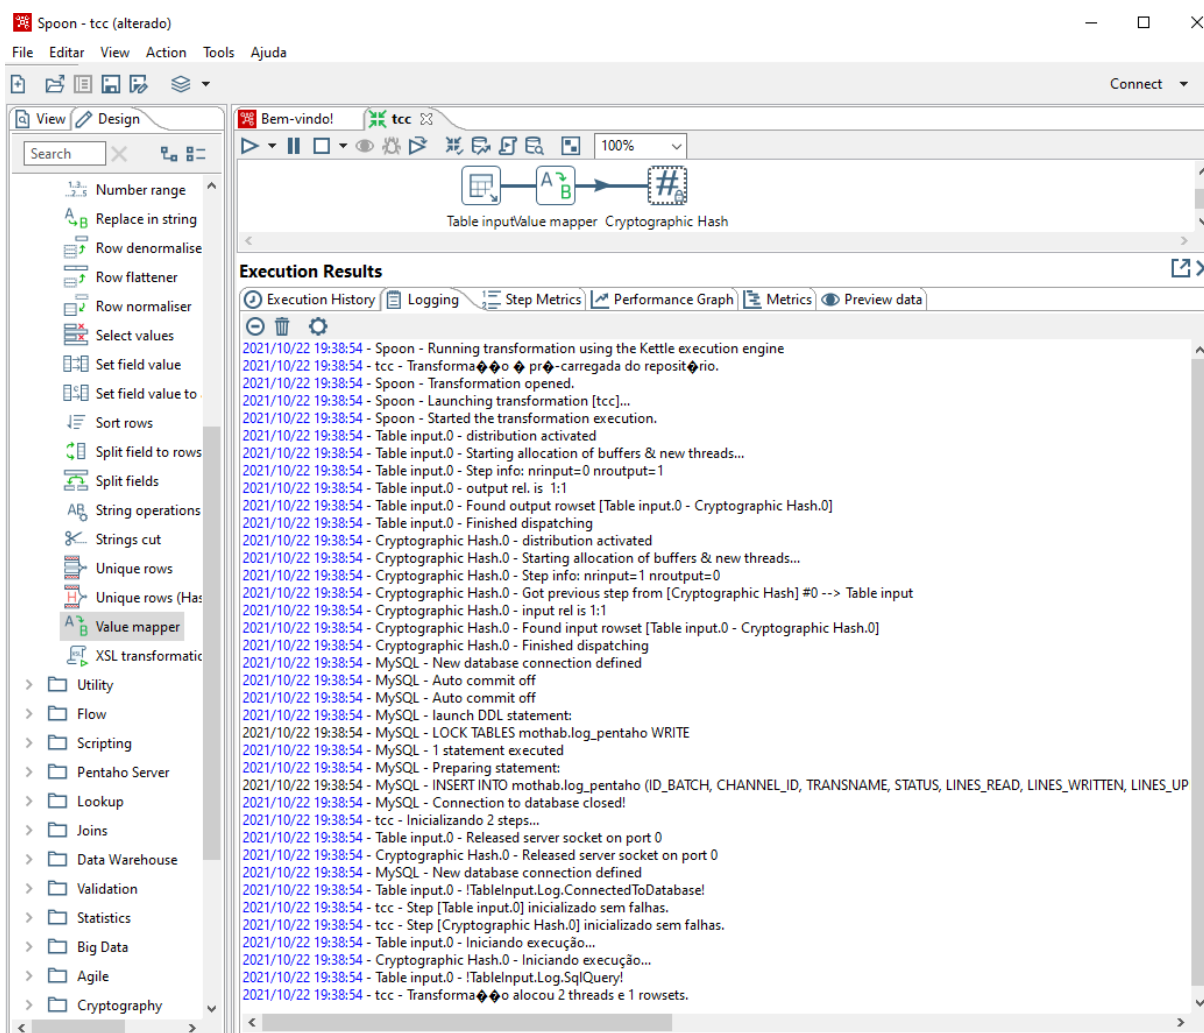 Spoon - tcc (alterado)
File Editar View Action Tools Ajuda
Connect
View Design
Bem-vindo! tcc
Search
100%
Number range
Replace in string
Row denormalise
Row flattener
Row normaliser
Select values
Set field value
Set field value to
Sort rows
Split field to rows
Split fields
String operations
Strings cut
Unique rows
Unique rows (Has
Value mapper
XSL transformatic
Utility
Flow
Scripting
Pentaho Server
Lookup
Joins
Data Warehouse
Validation
Statistics
Big Data
Agile
Cryptography
Table input Value mapper Cryptographic Hash
Execution Results
Execution History Logging Step Metrics Performance Graph Metrics Preview data
2021/10/22 19:38:54 - Spoon - Running transformation using the Kettle execution engine
2021/10/22 19:38:54 - tcc - Transforma��o � pr�-carregada do reposit�rio.
2021/10/22 19:38:54 - Spoon - Transformation opened.
2021/10/22 19:38:54 - Spoon - Launching transformation [tcc]...
2021/10/22 19:38:54 - Spoon - Started the transformation execution.
2021/10/22 19:38:54 - Table input.0 - distribution activated
2021/10/22 19:38:54 - Table input.0 - Starting allocation of buffers & new threads...
2021/10/22 19:38:54 - Table input.0 - Step info: nrinput=0 nroutput=1
2021/10/22 19:38:54 - Table input.0 - output rel. is 1:1
2021/10/22 19:38:54 - Table input.0 - Found output rowset [Table input.0 - Cryptographic Hash.0]
2021/10/22 19:38:54 - Table input.0 - Finished dispatching
2021/10/22 19:38:54 - Cryptographic Hash.0 - distribution activated
2021/10/22 19:38:54 - Cryptographic Hash.0 - Starting allocation of buffers & new threads...
2021/10/22 19:38:54 - Cryptographic Hash.0 - Step info: nrinput=1 nroutput=0
2021/10/22 19:38:54 - Cryptographic Hash.0 - Got previous step from [Cryptographic Hash] #0 --> Table input
2021/10/22 19:38:54 - Cryptographic Hash.0 - input rel is 1:1
2021/10/22 19:38:54 - Cryptographic Hash.0 - Found input rowset [Table input.0 - Cryptographic Hash.0]
2021/10/22 19:38:54 - Cryptographic Hash.0 - Finished dispatching
2021/10/22 19:38:54 - MySQL - New database connection defined
2021/10/22 19:38:54 - MySQL - Auto commit off
2021/10/22 19:38:54 - MySQL - Auto commit off
2021/10/22 19:38:54 - MySQL - launch DDL statement:
2021/10/22 19:38:54 - MySQL - LOCK TABLES mothab.log_pentaho WRITE
2021/10/22 19:38:54 - MySQL - 1 statement executed
2021/10/22 19:38:54 - MySQL - Preparing statement:
2021/10/22 19:38:54 - MySQL - INSERT INTO mothab.log_pentaho (ID_BATCH, CHANNEL_ID, TRANSNAME, STATUS, LINES_READ, LINES_WRITTEN, LINES_UP
2021/10/22 19:38:54 - MySQL - Connection to database closed!
2021/10/22 19:38:54 - tcc - Inicializando 2 steps...
2021/10/22 19:38:54 - Table input.0 - Released server socket on port 0
2021/10/22 19:38:54 - Cryptographic Hash.0 - Released server socket on port 0
2021/10/22 19:38:54 - MySQL - New database connection defined
2021/10/22 19:38:54 - Table input.0 - !TableInput.Log.ConnectedToDatabase!
2021/10/22 19:38:54 - tcc - Step [Table input.0] inicializado sem falhas.
2021/10/22 19:38:54 - tcc - Step [Cryptographic Hash.0] inicializado sem falhas.
2021/10/22 19:38:54 - Table input.0 - Iniciando execução...
2021/10/22 19:38:54 - Cryptographic Hash.0 - Iniciando execução...
2021/10/22 19:38:54 - Table input.0 - !TableInput.Log.SqlQuery!
2021/10/22 19:38:54 - tcc - Transforma��o alocou 2 threads e 1 rowsets.